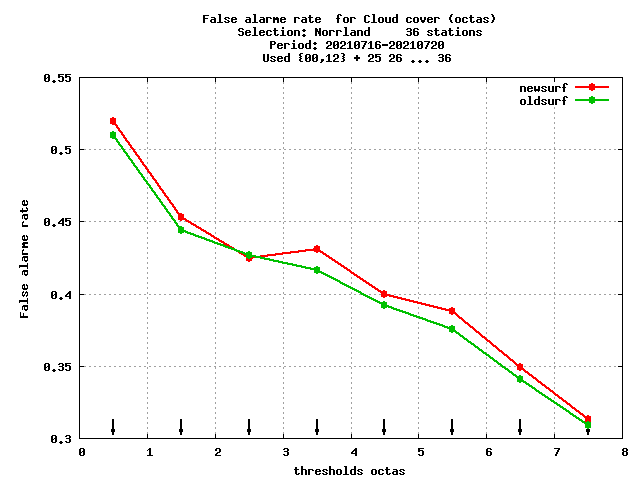 False alarme rate  for Cloud cover (octas)
Selection: Norrland     36 stations
Period: 20210716-20210720
Used {00,12} + 25 26 ... 36
newsurf
oldsurf
0.55
0.5
0.45
0.4
0.35
0.3
False alarme rate
0 1 2 3 4 5 6 7 8
thresholds octas